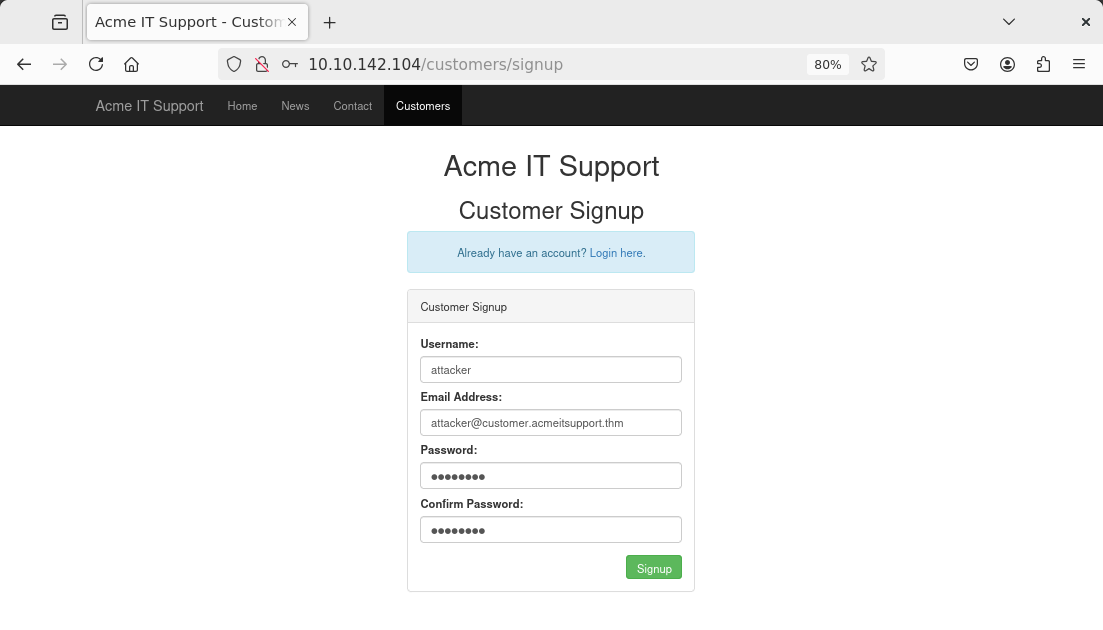 Acme IT Support - Custom
10.10.142.104/customers/signup
80%
Acme IT Support Home News Contact Customers
Acme IT Support
Customer Signup
Already have an account? Login here.
Customer Signup
Username:
attacker
Email Address:
attacker@customer.acmeitsupport.thm
Password:
●●●●●●●●
Confirm Password:
●●●●●●●●
Signup